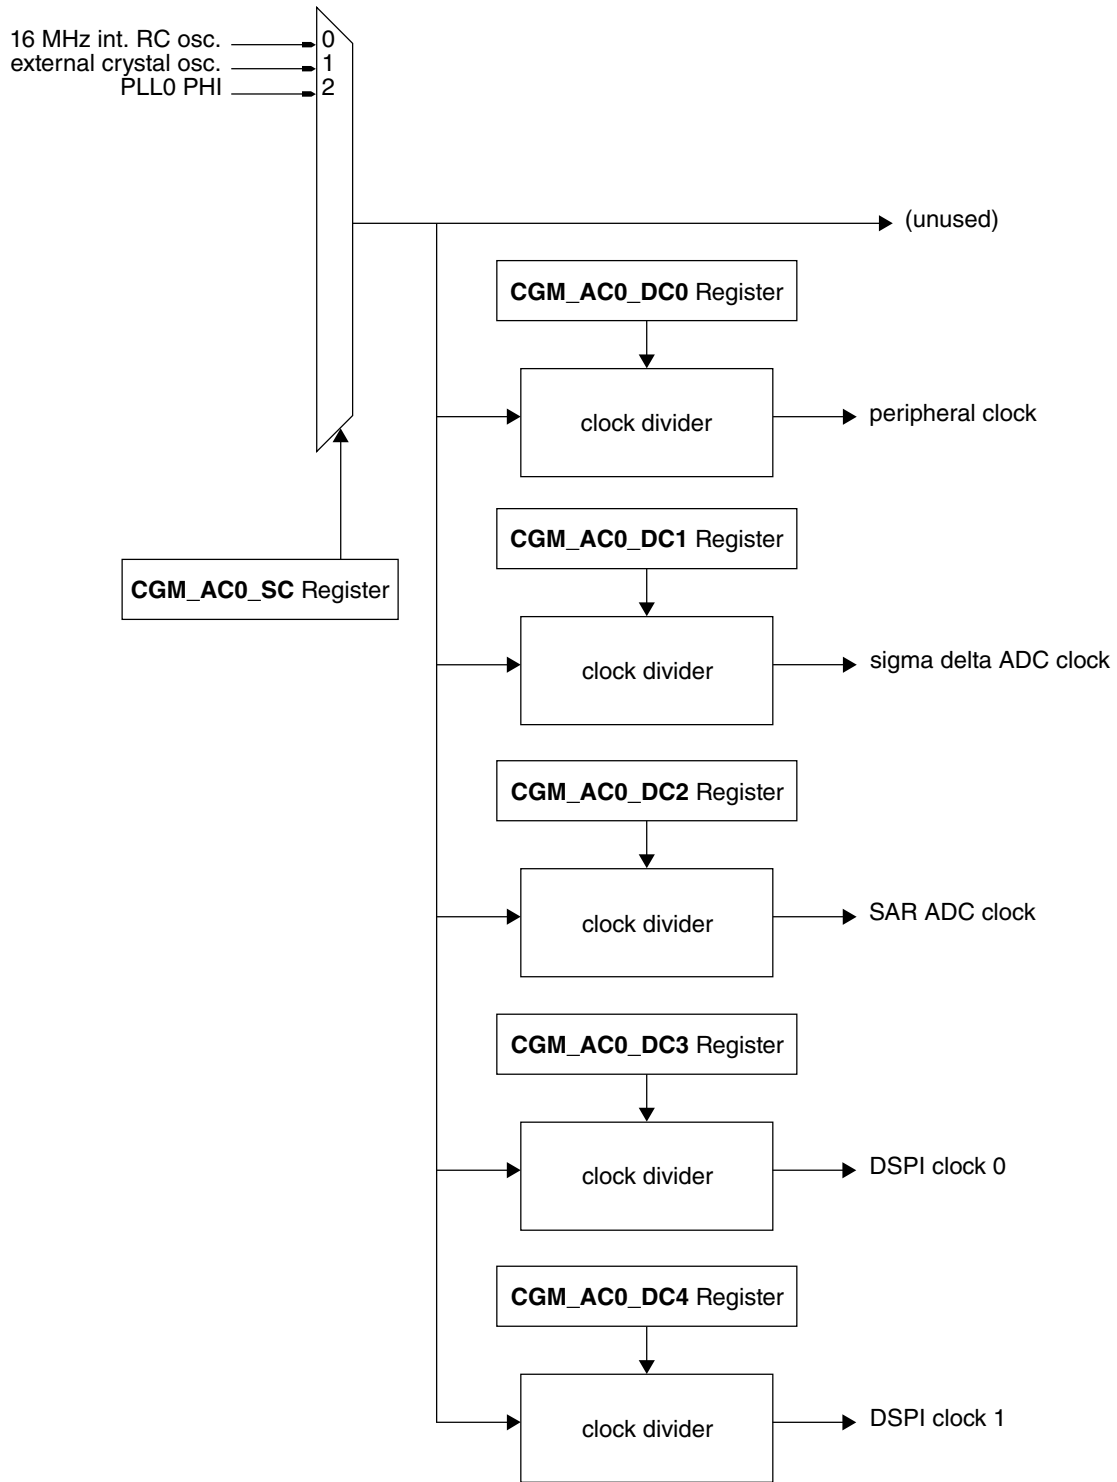 16 MHz int. RC osc. 0
external crystal osc. 1
PLL0 PHI 2
(unused)
CGM_AC0_DC0 Register
clock divider
peripheral clock
CGM_AC0_DC1 Register
CGM_AC0_SC Register
clock divider
sigma delta ADC clock
CGM_AC0_DC2 Register
clock divider
SAR ADC clock
CGM_AC0_DC3 Register
clock divider
DSPI clock 0
CGM_AC0_DC4 Register
clock divider
DSPI clock 1